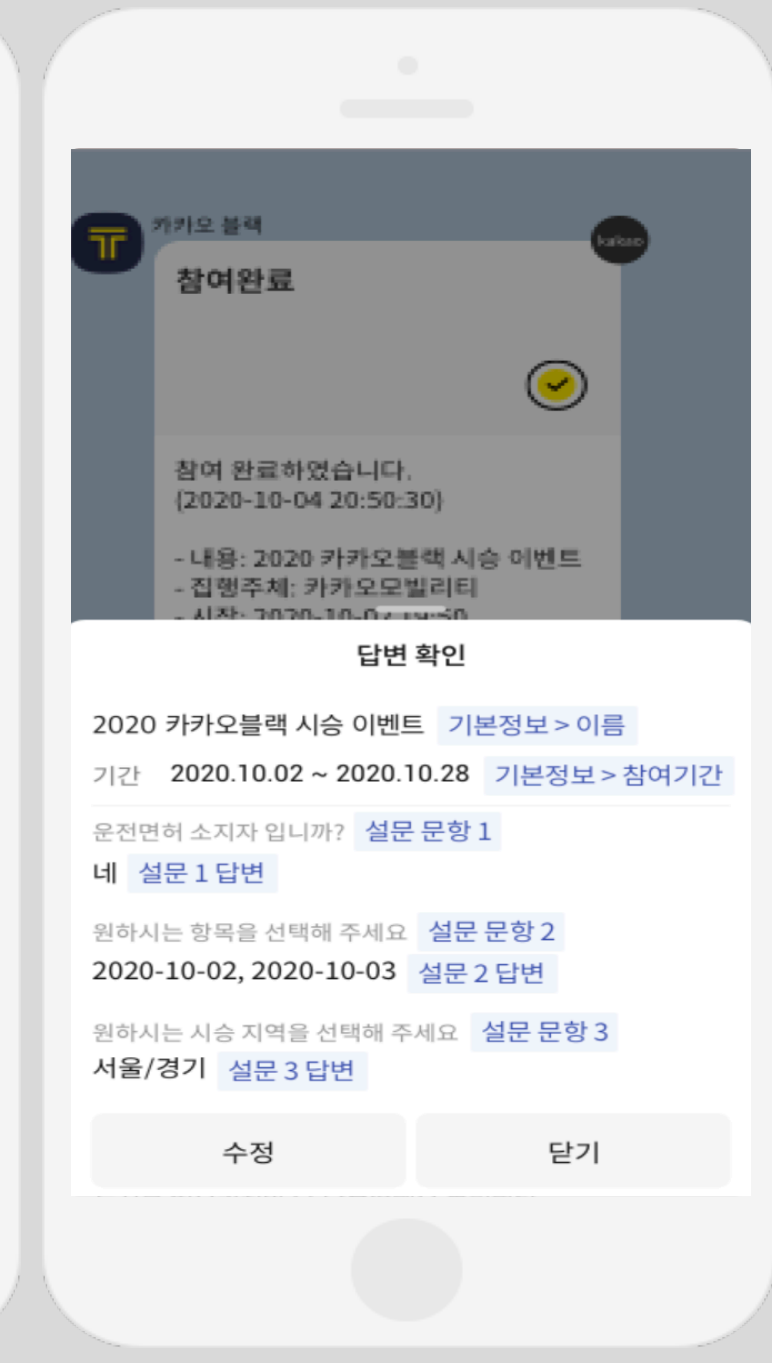 카카오 블랙
kakao
참여완료
참여 완료하였습니다.
(2020-10-04 20:50:30)
- 내용: 2020 카카오블랙 시승 이벤트
- 집행주체: 카카오모빌리티
- 시작: 2020-10-02 19:50
답변 확인
2020 카카오블랙 시승 이벤트 기본정보 > 이름
기간 2020.10.02 ~ 2020.10.28 기본정보 > 참여기간
운전면허 소지자 입니까? 설문 문항 1
네 설문 1 답변
원하시는 항목을 선택해 주세요 설문 문항 2
2020-10-02, 2020-10-03 설문 2 답변
원하시는 시승 지역을 선택해 주세요 설문 문항 3
서울/경기 설문 3 답변
수정 닫기